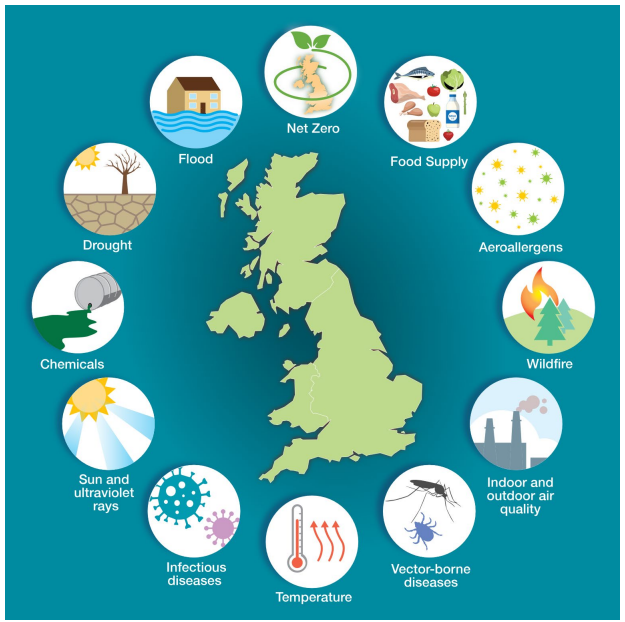 Net Zero
Flood
Food Supply
Drought
Aeroallergens
Chemicals
Wildfire
Sun and
ultraviolet
rays
Indoor and
outdoor air
quality
Infectious
diseases
Vector-borne
diseases
Temperature